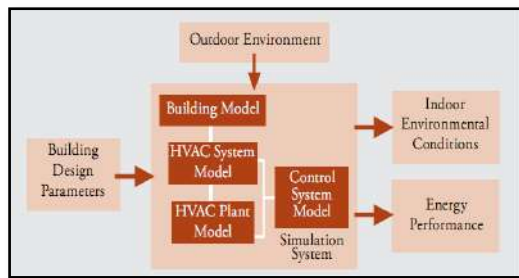 Outdoor Environment
Building Model
Building
Design
Parameters
HVAC System
Model
HVAC Plant
Model
Control
System
Model
Simulation
System
Indoor
Environmental
Conditions
Energy
Performance